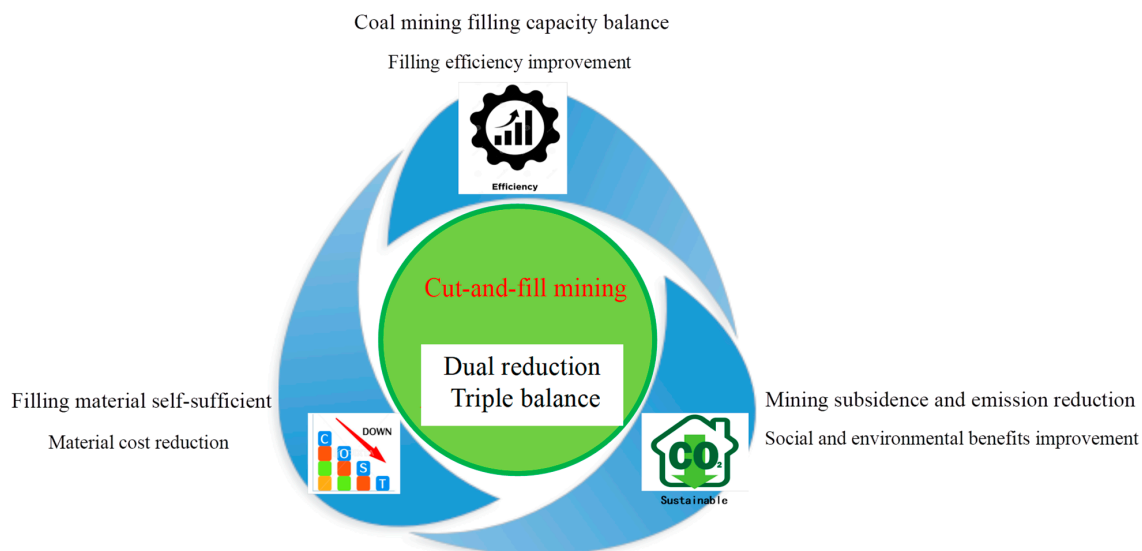 Coal mining filling capacity balance
Filling efficiency improvement
Efficiency
Cut-and-fill mining
Dual reduction
Triple balance
Filling material self-sufficient
Material cost reduction
DOWN
C
O
S
T
Mining subsidence and emission reduction
Social and environmental benefits improvement
CO2
Sustainable